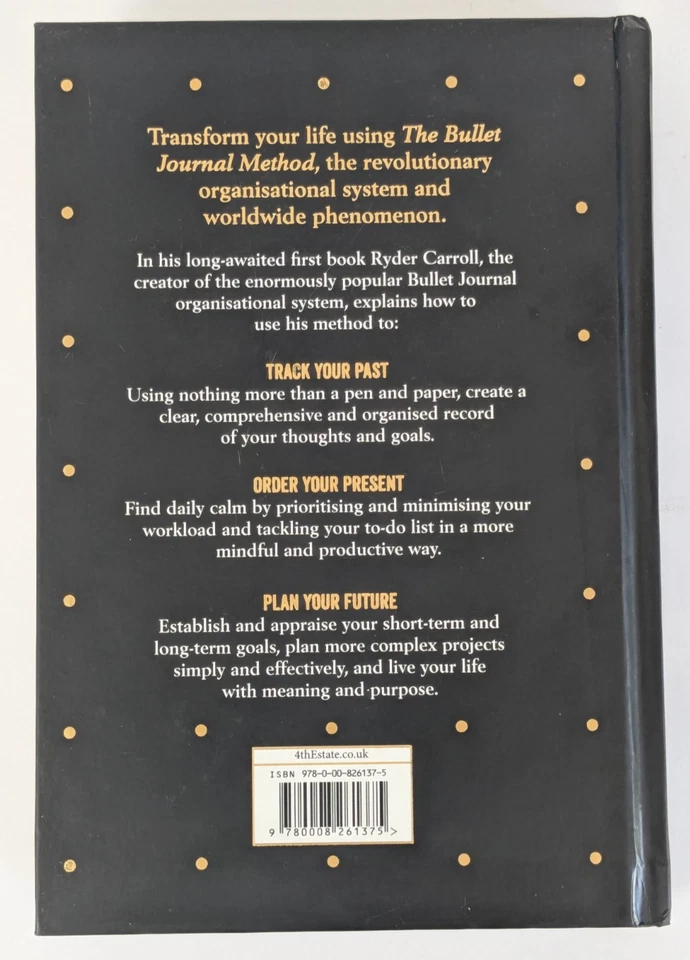 Transform your life using The Bullet
Journal Method, the revolutionary
organisational system and
worldwide phenomenon.
In his long-awaited first book Ryder Carroll, the
creator of the enormously popular Bullet Journal
organisational system, explains how to
use his method to:
TRACK YOUR PAST
Using nothing more than a pen and paper, create a
clear, comprehensive and organised record
of your thoughts and goals.
ORDER YOUR PRESENT
Find daily calm by prioritising and minimising your
workload and tackling your to-do list in a more
mindful and productive way.
PLAN YOUR FUTURE
Establish and appraise your short-term and
long-term goals, plan more complex projects
simply and effectively, and live your life
with meaning and purpose.
4thEstate.co.uk
ISBN 978-0-00-826137-5
9 780008 261375 >